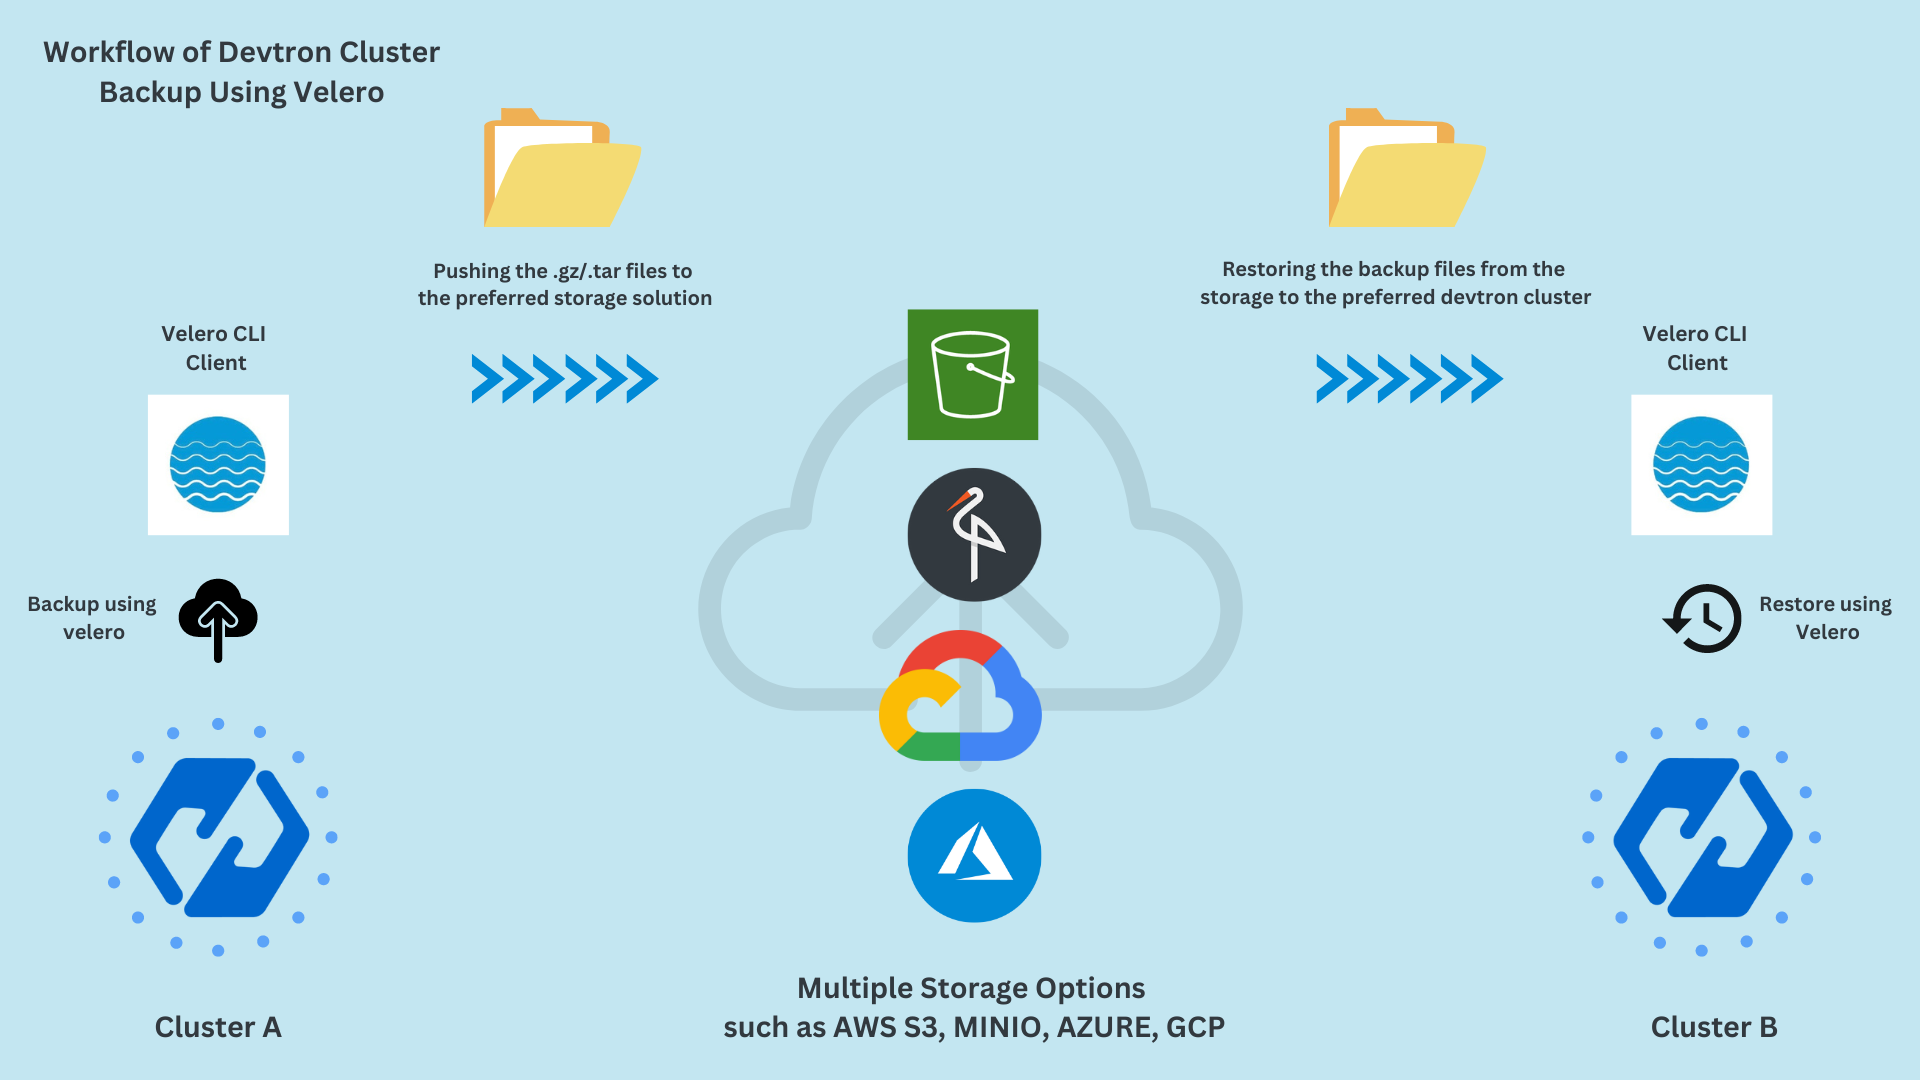 Workflow of Devtron Cluster
Backup Using Velero
Pushing the .gz/.tar files to
the preferred storage solution
Restoring the backup files from the
storage to the preferred devtron cluster
Velero CLI
Client
Velero CLI
Client
Backup using
velero
Restore using
Velero
Multiple Storage Options
such as AWS S3, MINIO, AZURE, GCP
Cluster A
Cluster B